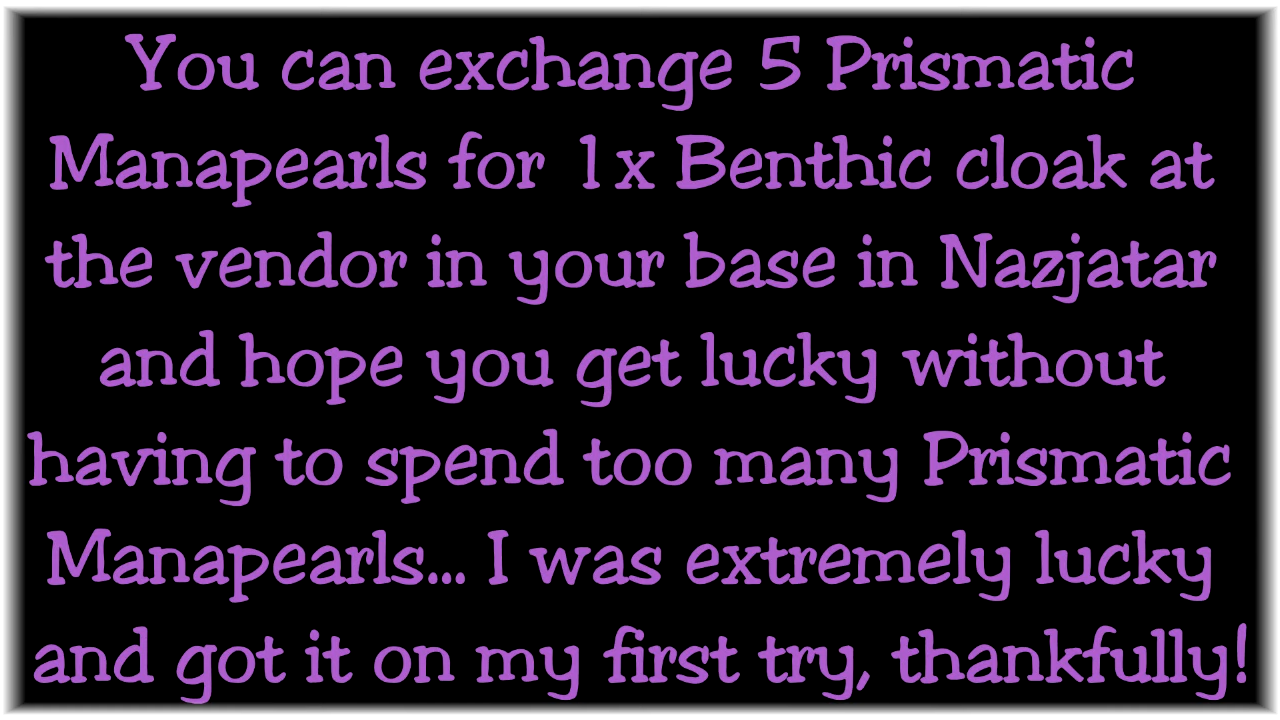 You can exchange 5 Prismatic
Manapearls for 1x Benthic cloak at
the vendor in your base in Nazjatar
and hope you get lucky without
having to spend too many Prismatic
Manapearls... I was extremely lucky
and got it on my first try, thankfully!